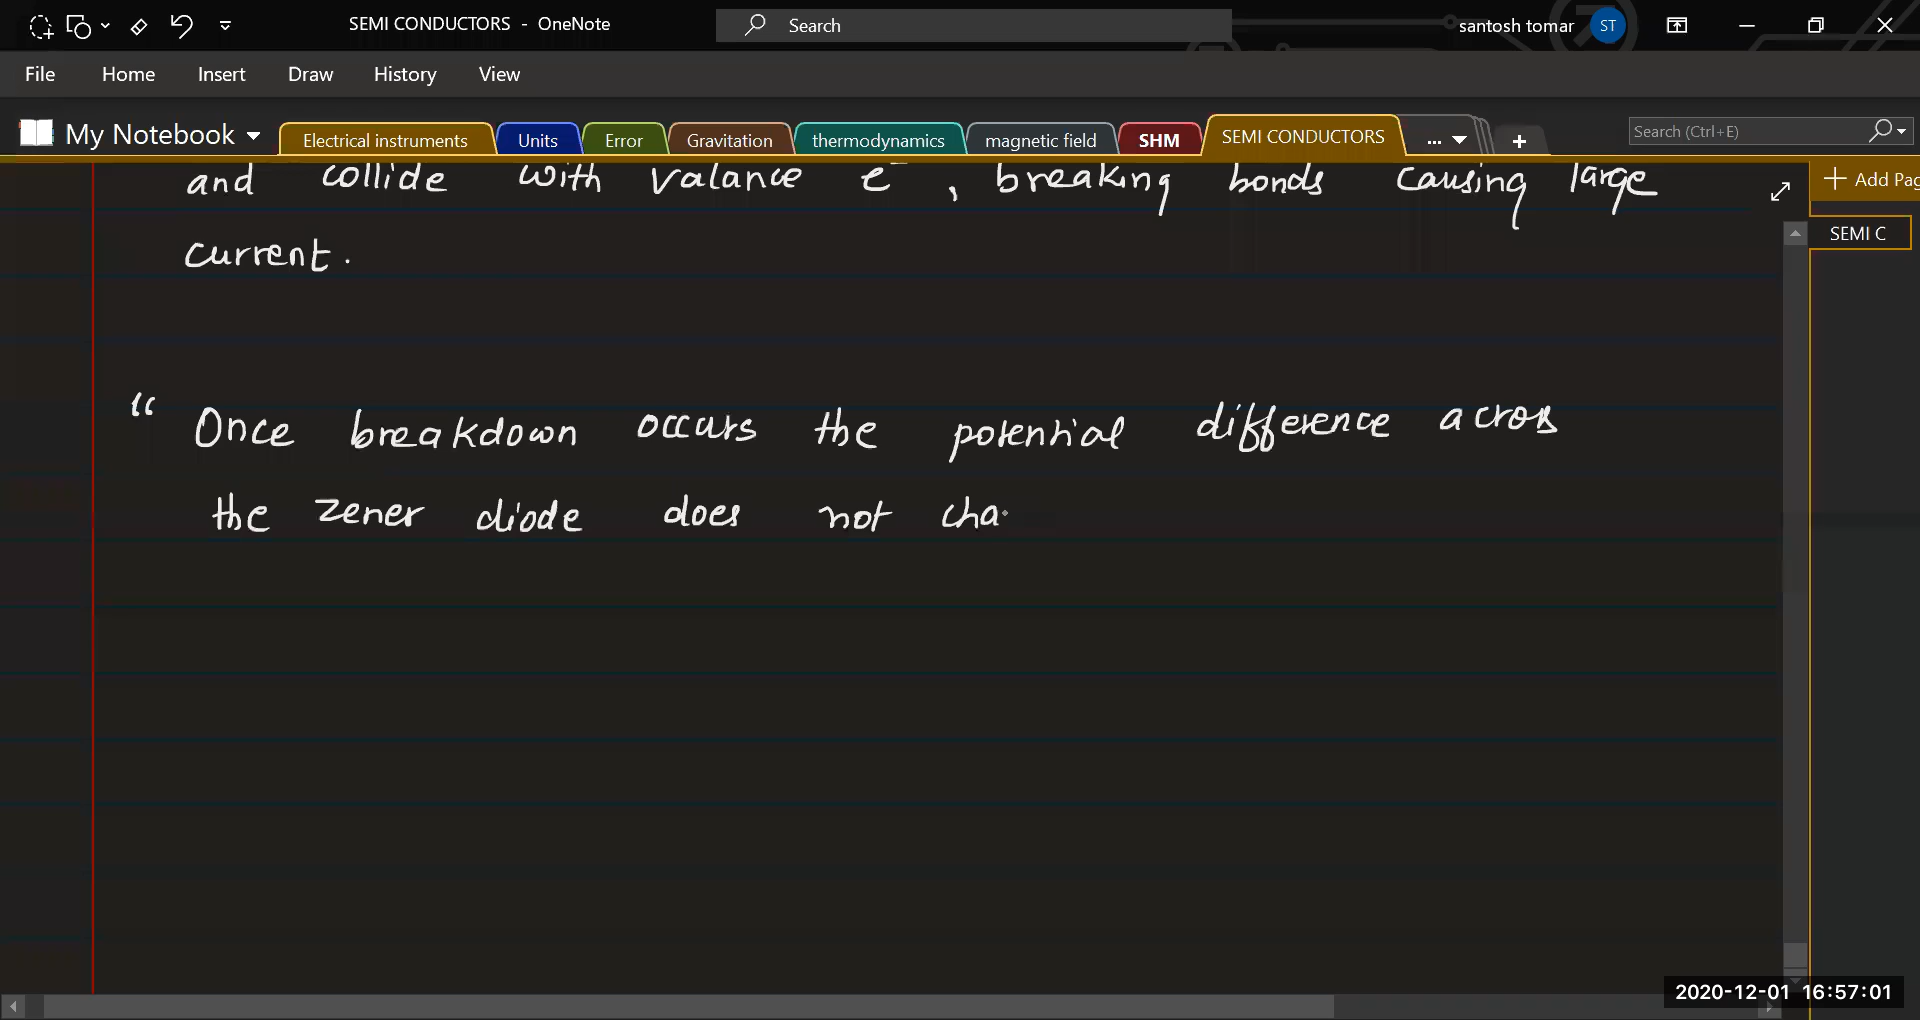 SEMI CONDUCTORS - OneNote
Search
santosh tomar
ST
File Home Insert Draw History View
My Notebook
Electrical instruments Units Error Gravitation thermodynamics magnetic field SHM SEMI CONDUCTORS ... +
Search (Ctrl+E)
+ Add Pag
SEMI C
and collide with valance e⁻, breaking bonds causing large
current.
“ Once breakdown occurs the potential difference across
the zener diode does not cha
2020-12-01 16:57:01